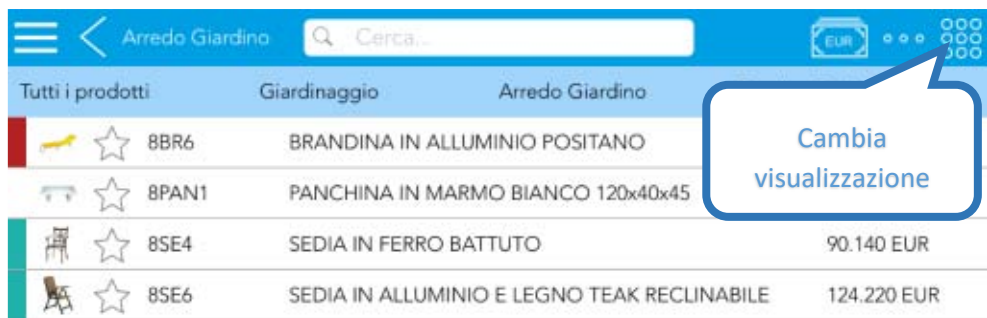 Arredo Giardino Cerca... EUR
Tutti i prodotti Giardinaggio Arredo Giardino
Cambia
visualizzazione
8BR6 BRANDINA IN ALLUMINIO POSITANO
8PAN1 PANCHINA IN MARMO BIANCO 120x40x45
8SE4 SEDIA IN FERRO BATTUTO 90.140 EUR
8SE6 SEDIA IN ALLUMINIO E LEGNO TEAK RECLINABILE 124.220 EUR